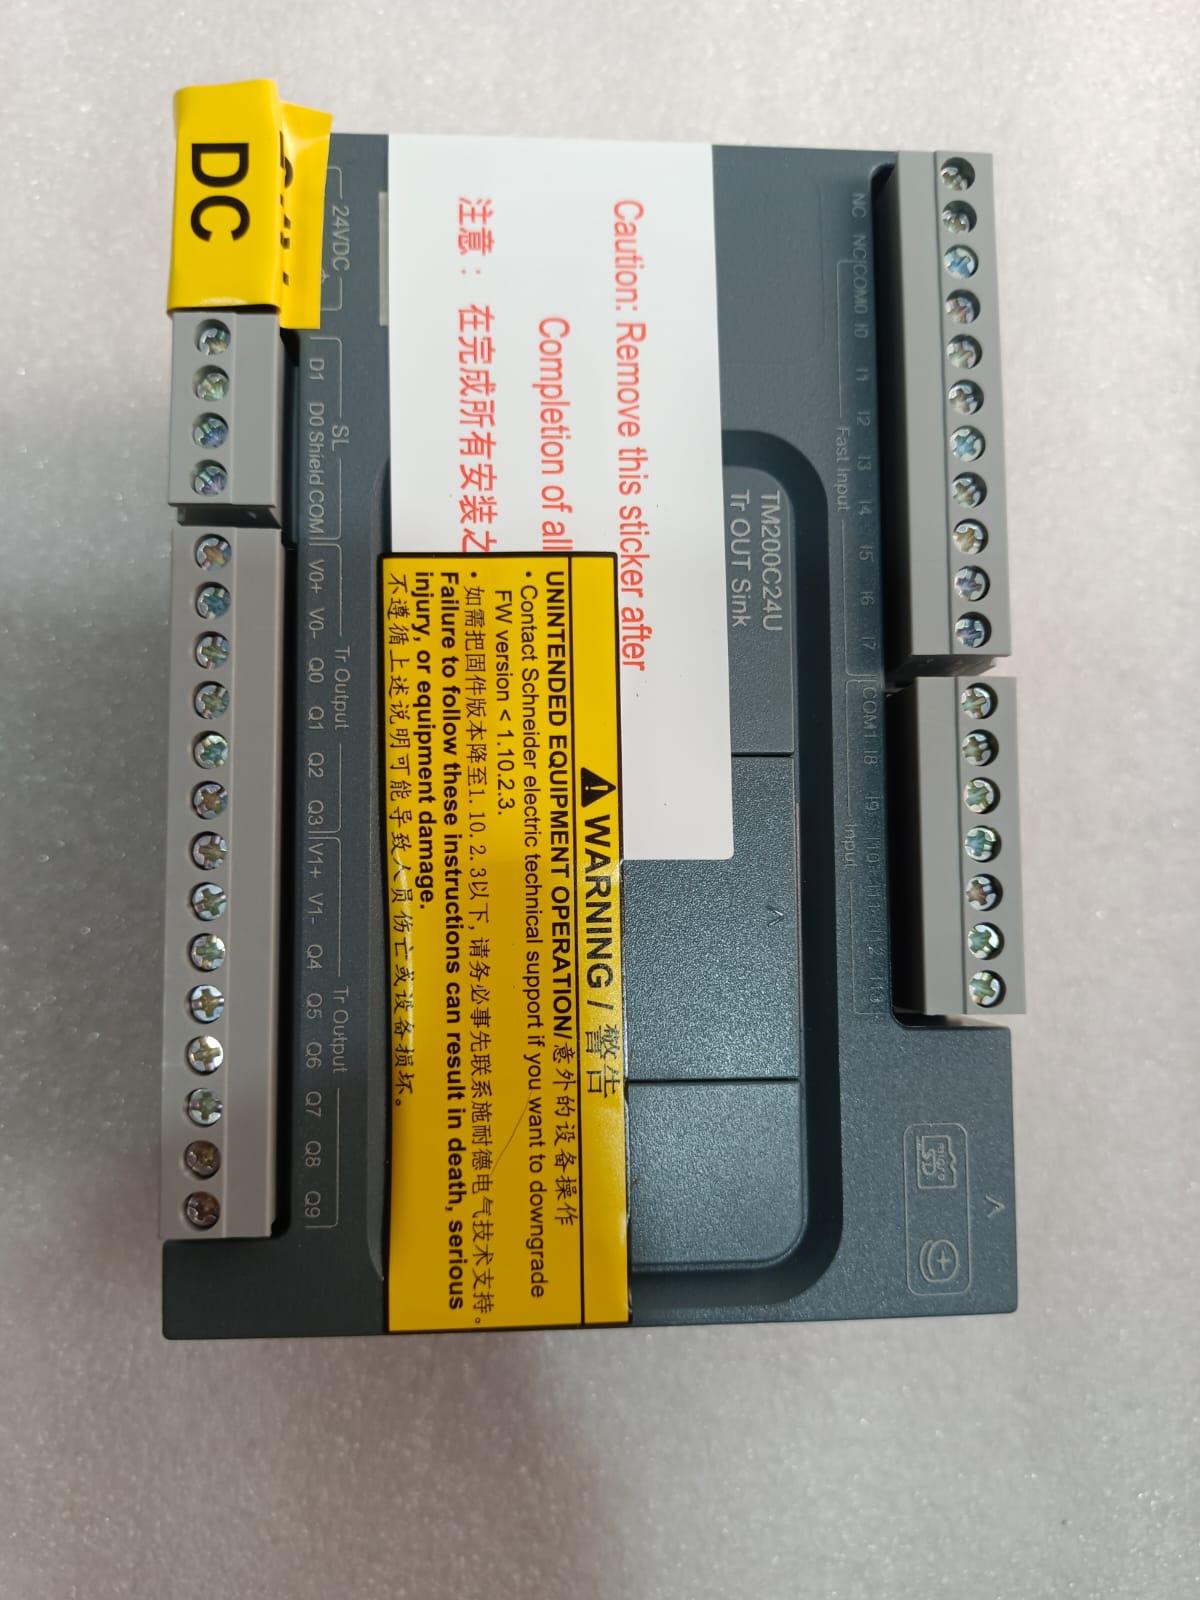 DC
24VDC
SL
D1 D0 Shield COM
Tr Output
V0+ V0- Q0 Q1 Q2 Q3
Tr Output
V1+ V1- Q4 Q5 Q6 Q7 Q8 Q9
Caution: Remove this sticker after
Completion of all
注意： 在完成所有安装之
WARNING / 警告
UNINTENDED EQUIPMENT OPERATION/意外的设备操作
• Contact Schneider electric technical support if you want to downgrade
FW version < 1.10.2.3.
• 如需把固件版本降至1.10.2.3以下, 请务必事先联系施耐德电气技术支持。
Failure to follow these instructions can result in death, serious
injury, or equipment damage.
不遵循上述说明可能导致人员伤亡或设备损坏。
TM200C24U
Tr OUT Sink
NC NC COM0 I0 I1 I2 I3 I4 I5 I6 I7
Fast Input
COM1 I8 I9 I10 I11 I12 I13
Input
micro
SD